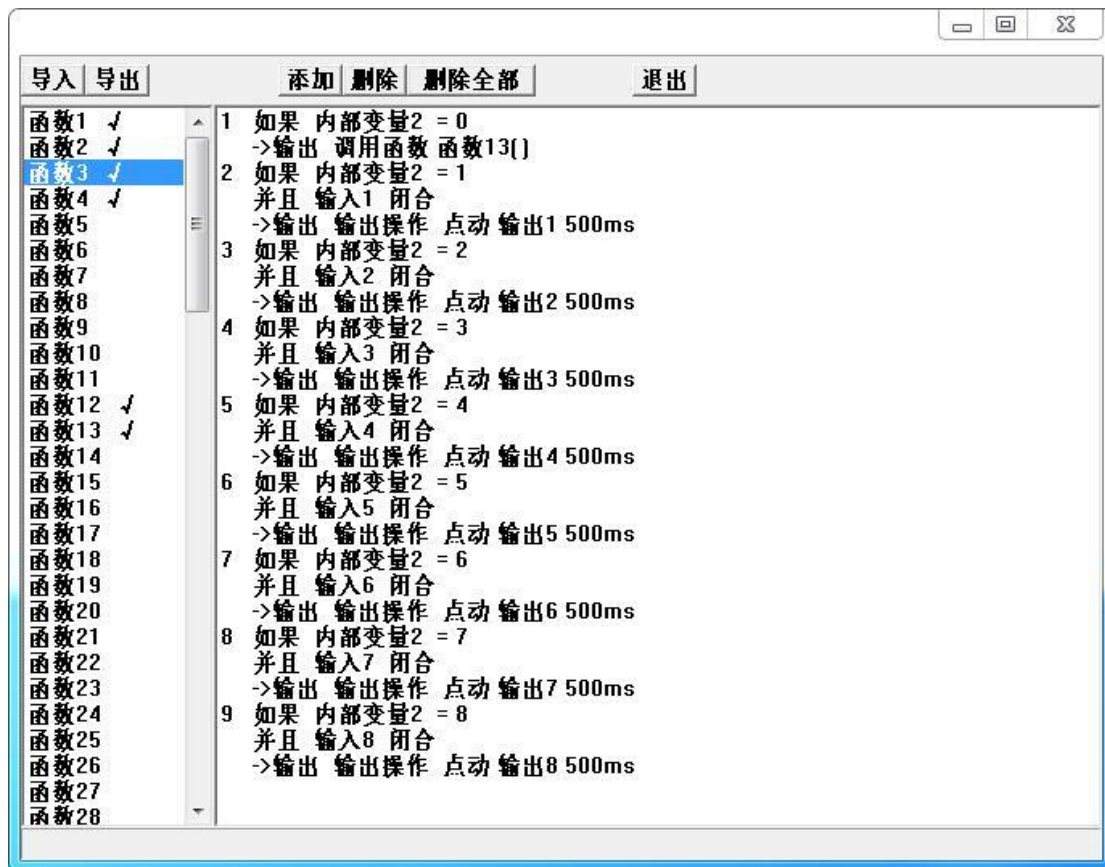 导入 导出 添加 删除 删除全部 退出
函数1 √
函数2 √
函数3 √
函数4 √
函数5
函数6
函数7
函数8
函数9
函数10
函数11
函数12 √
函数13 √
函数14
函数15
函数16
函数17
函数18
函数19
函数20
函数21
函数22
函数23
函数24
函数25
函数26
函数27
函数28
1 如果 内部变量2 = 0
->输出 调用函数 函数13()
2 如果 内部变量2 = 1
并且 输入1 闭合
->输出 输出操作 点动 输出1 500ms
3 如果 内部变量2 = 2
并且 输入2 闭合
->输出 输出操作 点动 输出2 500ms
4 如果 内部变量2 = 3
并且 输入3 闭合
->输出 输出操作 点动 输出3 500ms
5 如果 内部变量2 = 4
并且 输入4 闭合
->输出 输出操作 点动 输出4 500ms
6 如果 内部变量2 = 5
并且 输入5 闭合
->输出 输出操作 点动 输出5 500ms
7 如果 内部变量2 = 6
并且 输入6 闭合
->输出 输出操作 点动 输出6 500ms
8 如果 内部变量2 = 7
并且 输入7 闭合
->输出 输出操作 点动 输出7 500ms
9 如果 内部变量2 = 8
并且 输入8 闭合
->输出 输出操作 点动 输出8 500ms